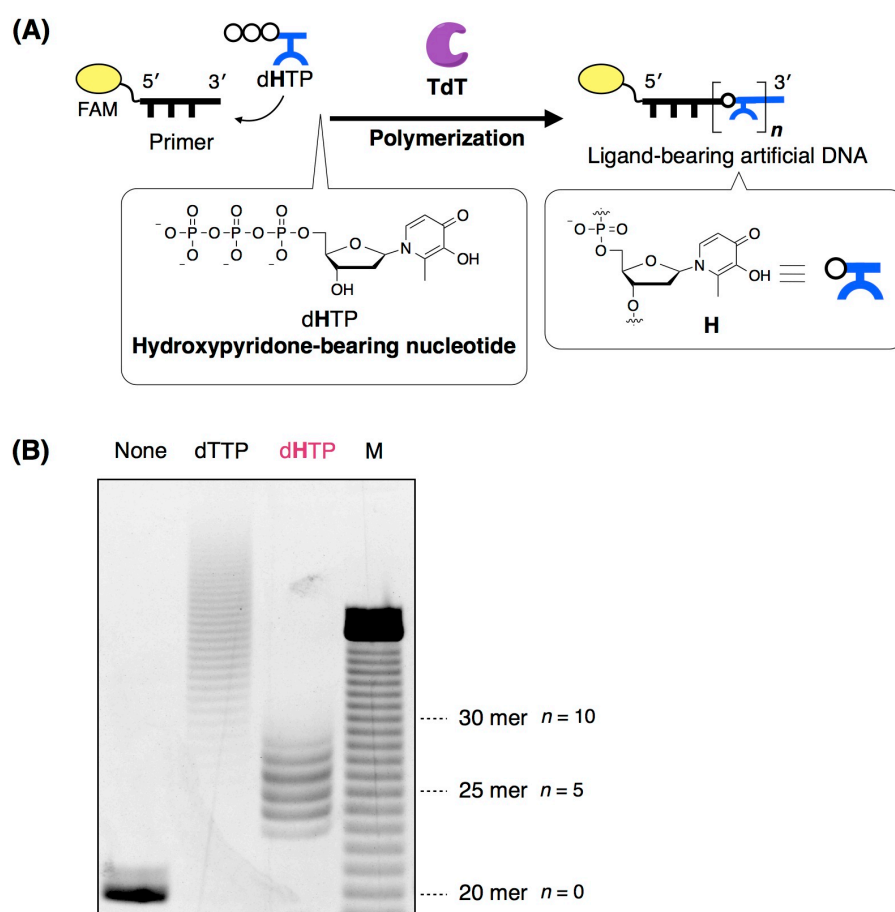 (A)
5′ 3′
FAM
Primer
dHTP
TdT
Polymerization
5′ 3′
n
Ligand-bearing artificial DNA
O O O
⁻O–P–O–P–O–P–O
O O O
⁻ ⁻ ⁻
O
OH
N
O
OH
dHTP
Hydroxypyridone-bearing nucleotide
⁻O–P=O
O
O
O
N
O
OH
H
(B)
None dTTP dHTP M
30 mer n = 10
25 mer n = 5
20 mer n = 0